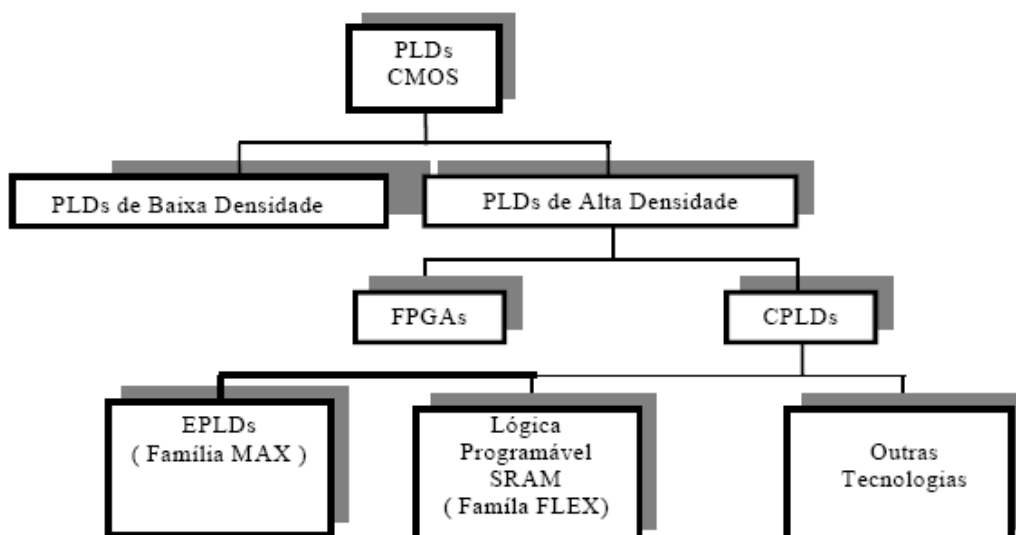 PLDs
CMOS
PLDs de Baixa Densidade
PLDs de Alta Densidade
FPGAs
CPLDs
EPLDs
( Família MAX )
Lógica
Programável
SRAM
( Famíla FLEX)
Outras
Tecnologias